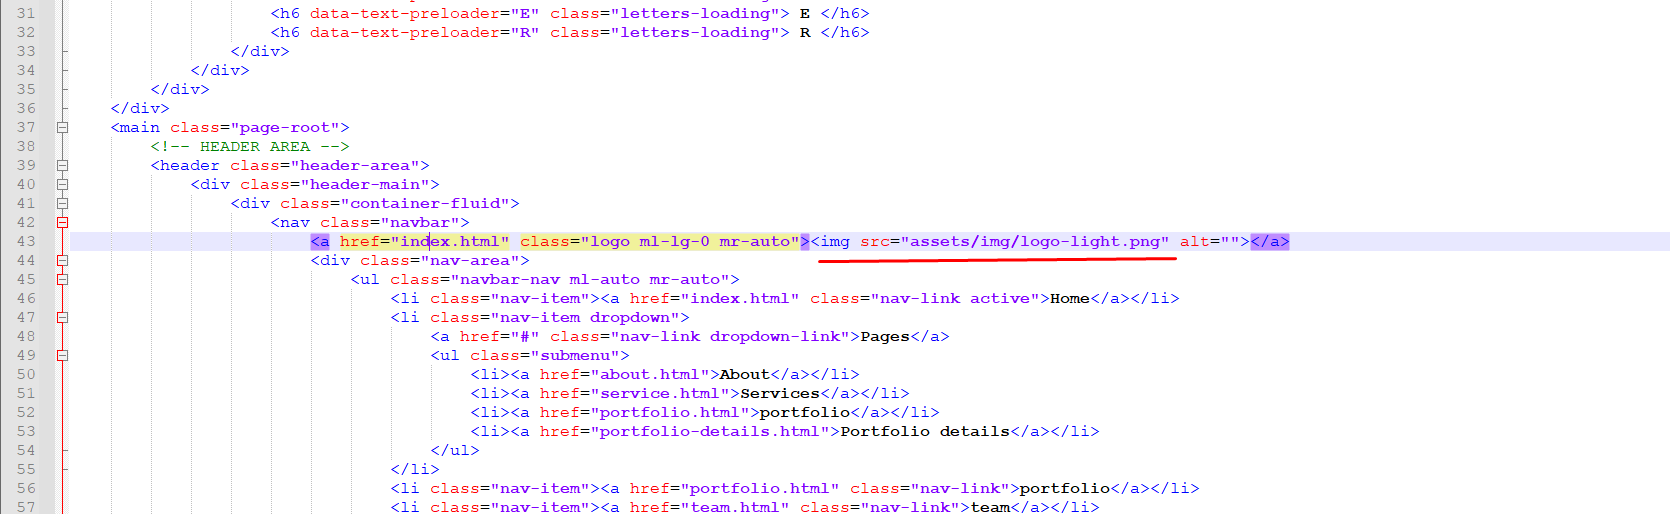 31 <h6 data-text-preloader="E" class="letters-loading"> E </h6>
32 <h6 data-text-preloader="R" class="letters-loading"> R </h6>
33 </div>
34 </div>
35 </div>
36 </div>
37 <main class="page-root">
38 <!-- HEADER AREA -->
39 <header class="header-area">
40 <div class="header-main">
41 <div class="container-fluid">
42 <nav class="navbar">
43 <a href="index.html" class="logo ml-lg-0 mr-auto"><img src="assets/img/logo-light.png" alt=""></a>
44 <div class="nav-area">
45 <ul class="navbar-nav ml-auto mr-auto">
46 <li class="nav-item"><a href="index.html" class="nav-link active">Home</a></li>
47 <li class="nav-item dropdown">
48 <a href="#" class="nav-link dropdown-link">Pages</a>
49 <ul class="submenu">
50 <li><a href="about.html">About</a></li>
51 <li><a href="service.html">Services</a></li>
52 <li><a href="portfolio.html">portfolio</a></li>
53 <li><a href="portfolio-details.html">Portfolio details</a></li>
54 </ul>
55 </li>
56 <li class="nav-item"><a href="portfolio.html" class="nav-link">portfolio</a></li>
57 <li class="nav-item"><a href="team.html" class="nav-link">team</a></li>